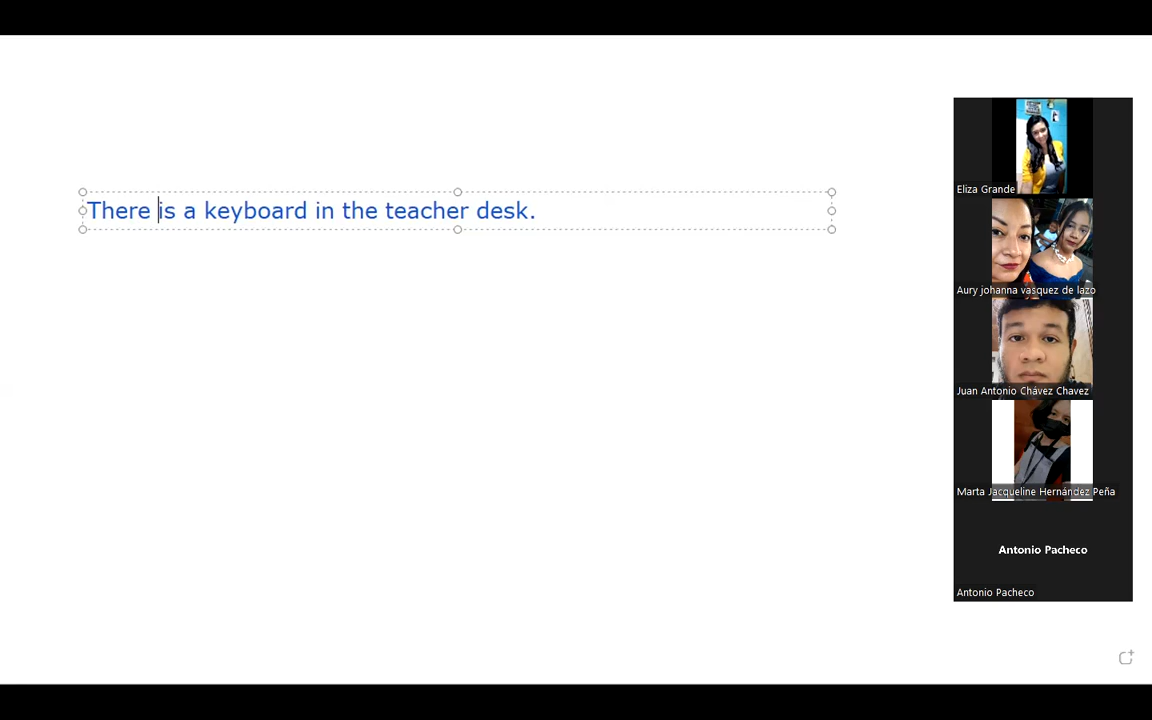 There is a keyboard in the teacher desk.
Eliza Grande
Aury johanna vasquez de lazo
Juan Antonio Chávez Chavez
Marta Jacqueline Hernández Peña
Antonio Pacheco
Antonio Pacheco